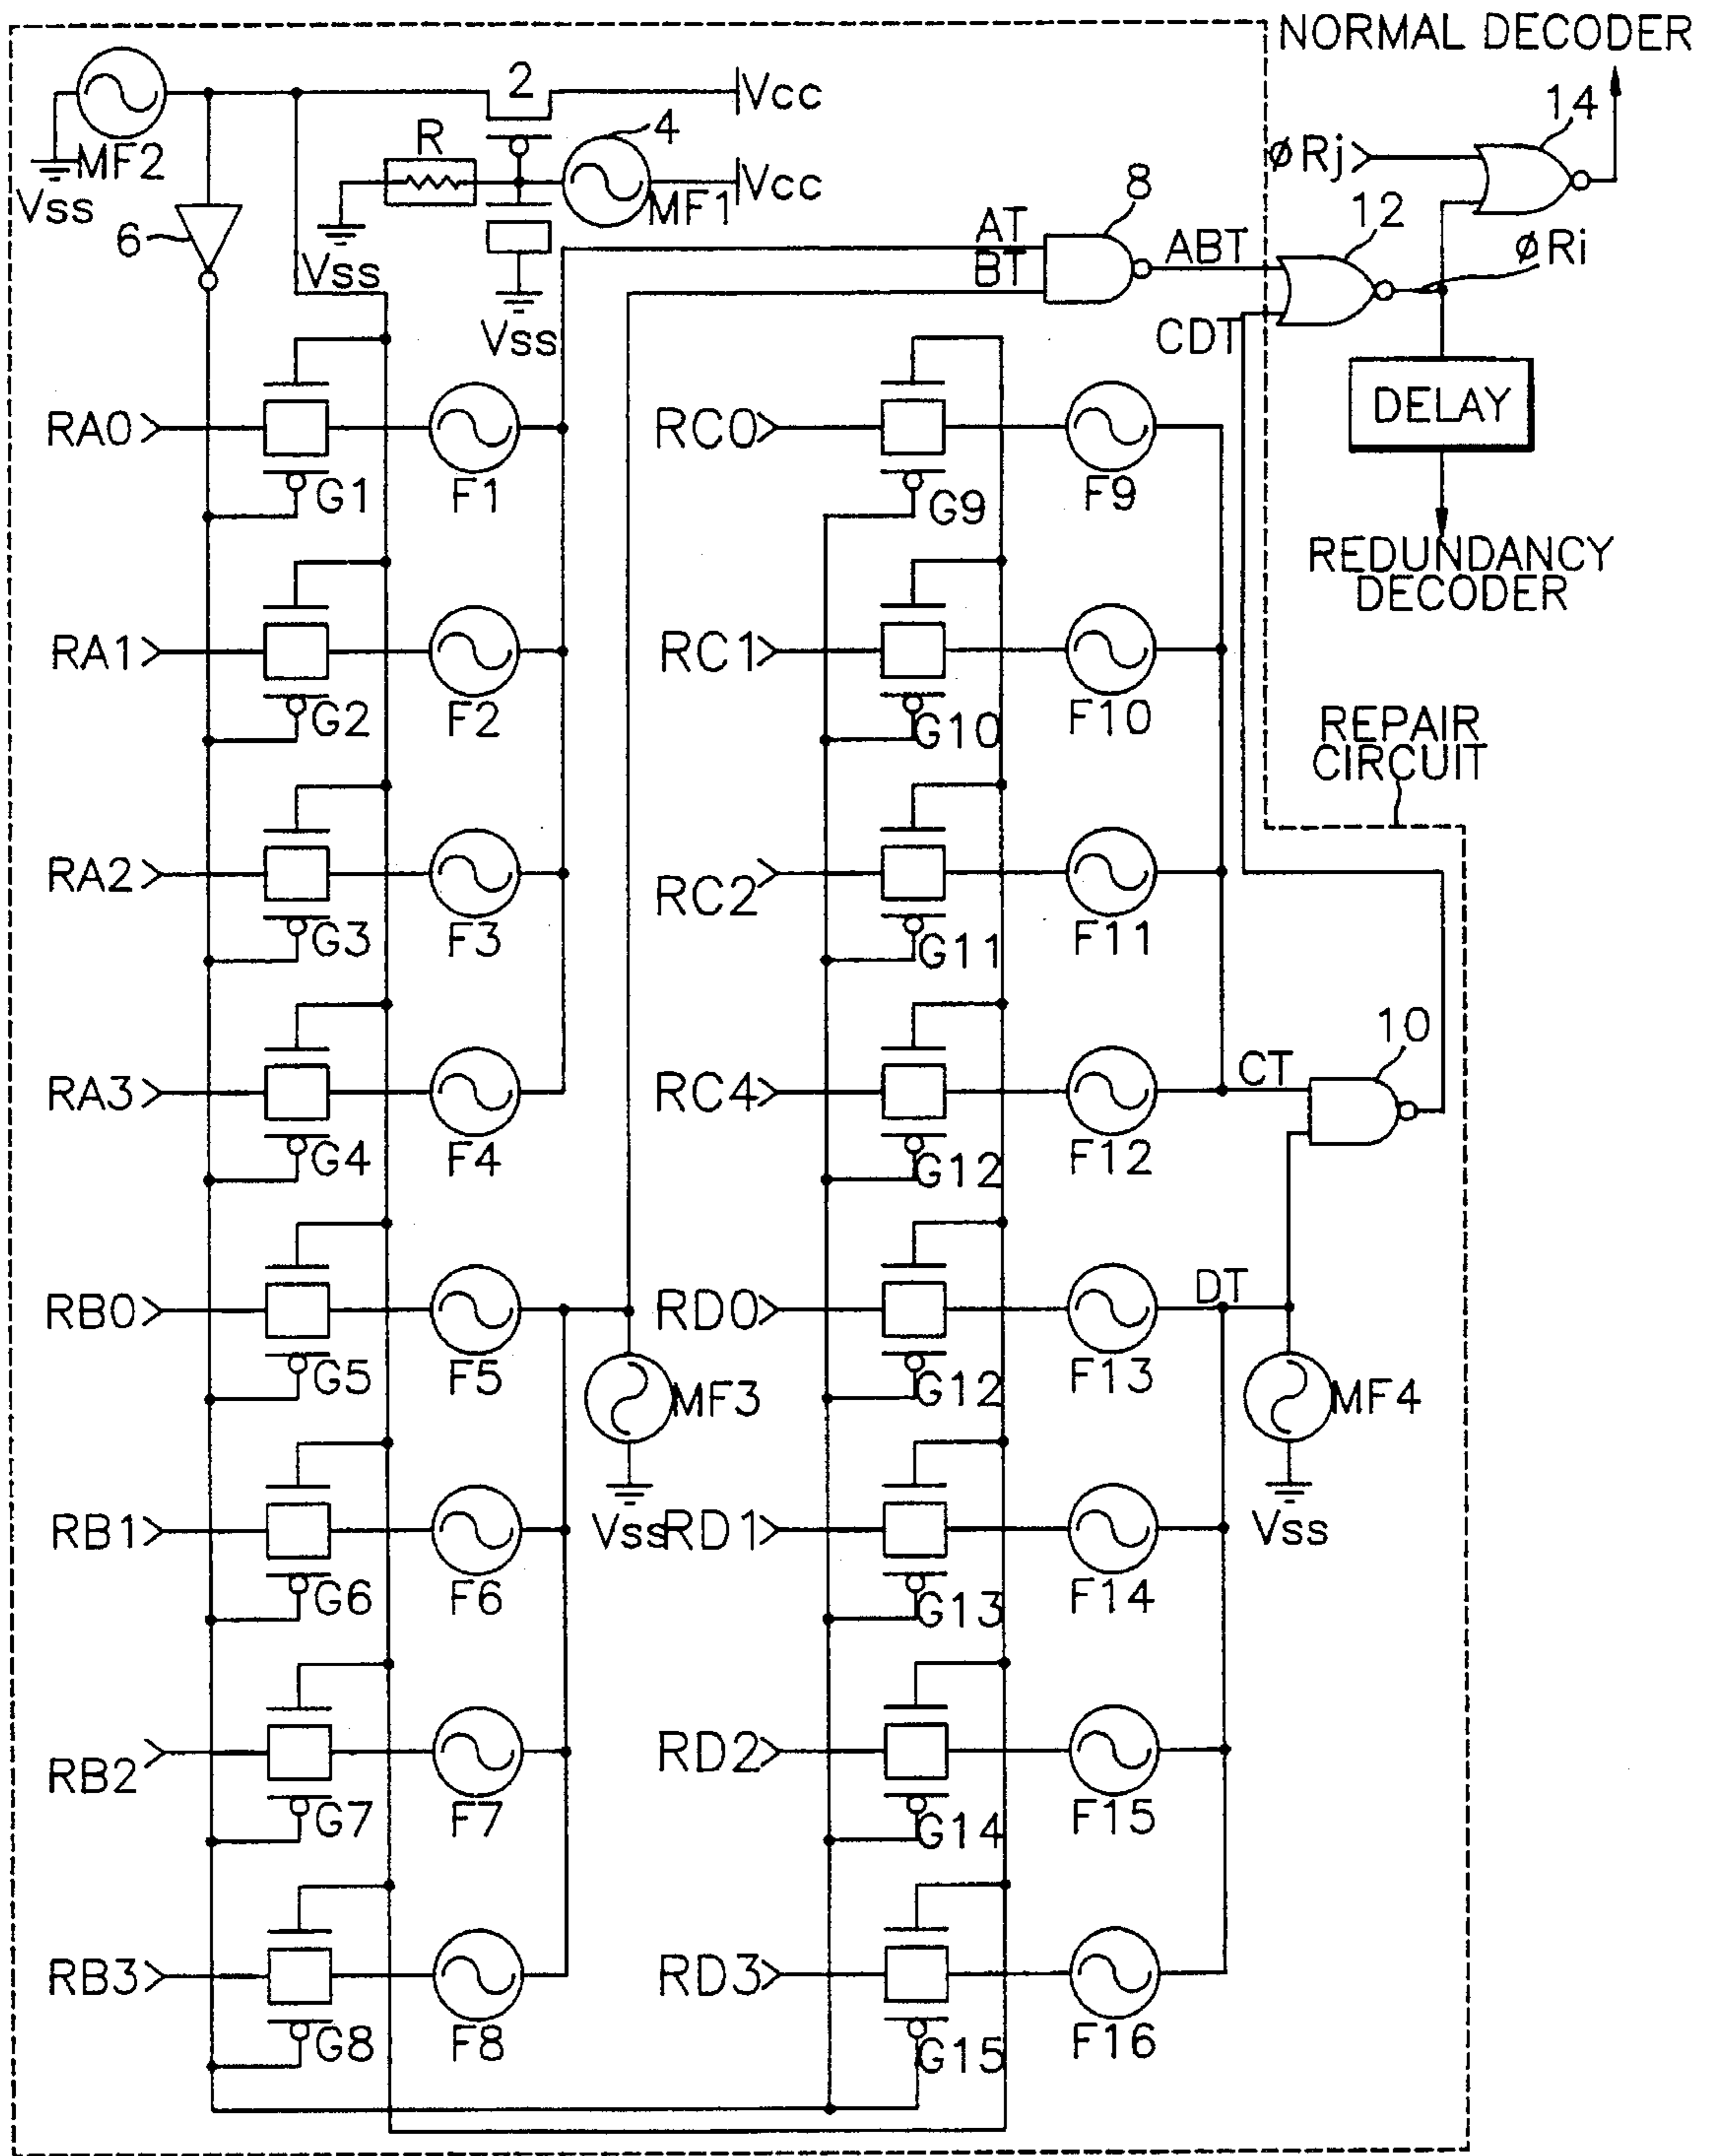 NORMAL DECODER
2
Vcc
14
R
4
MF2
Vss
Vcc
MF1
6
Vss
Vss
øRj
8
12
AT
BT
ABT
øRi
CDT
DELAY
RA0
G1
F1
RC0
G9
F9
REDUNDANCY
DECODER
RA1
G2
F2
RC1
G10
F10
REPAIR
CIRCUIT
RA2
G3
F3
RC2
G11
F11
RA3
G4
F4
RC4
G12
F12
CT
10
RB0
G5
F5
MF3
Vss
RD0
G12
F13
DT
MF4
Vss
RB1
G6
F6
RD1
G13
F14
RB2
G7
F7
RD2
G14
F15
RB3
G8
F8
RD3
G15
F16